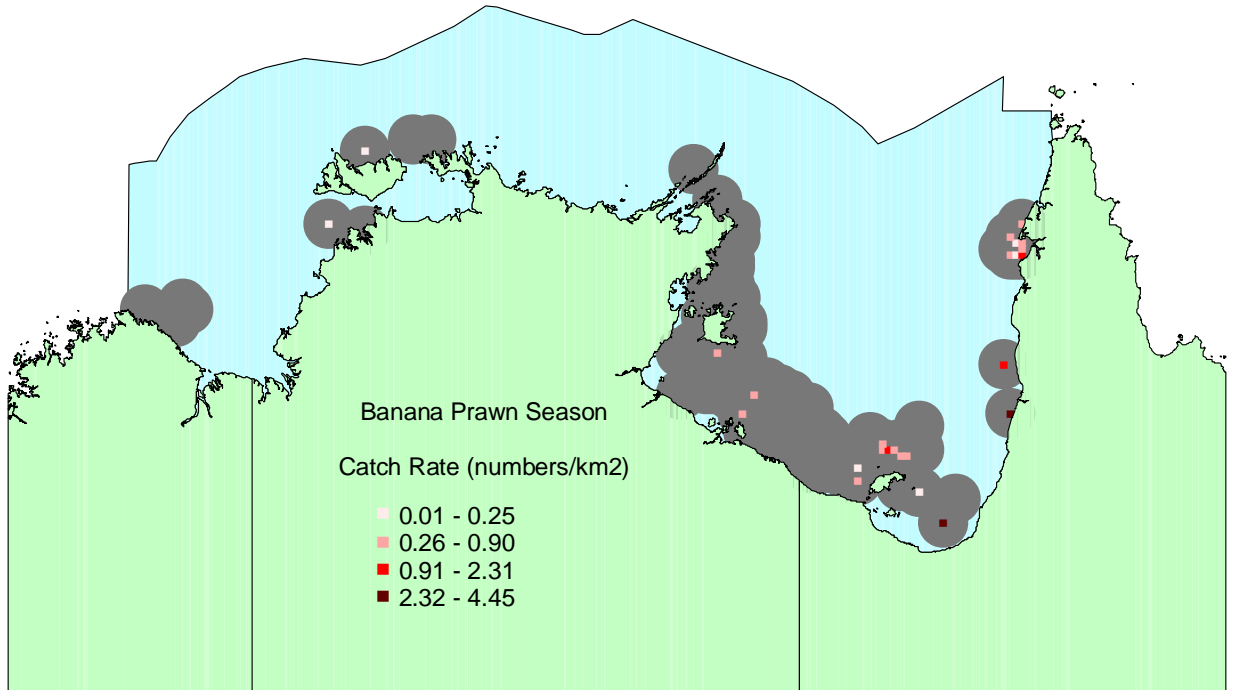 Banana Prawn Season
Catch Rate (numbers/km2)
0.01 - 0.25
0.26 - 0.90
0.91 - 2.31
2.32 - 4.45